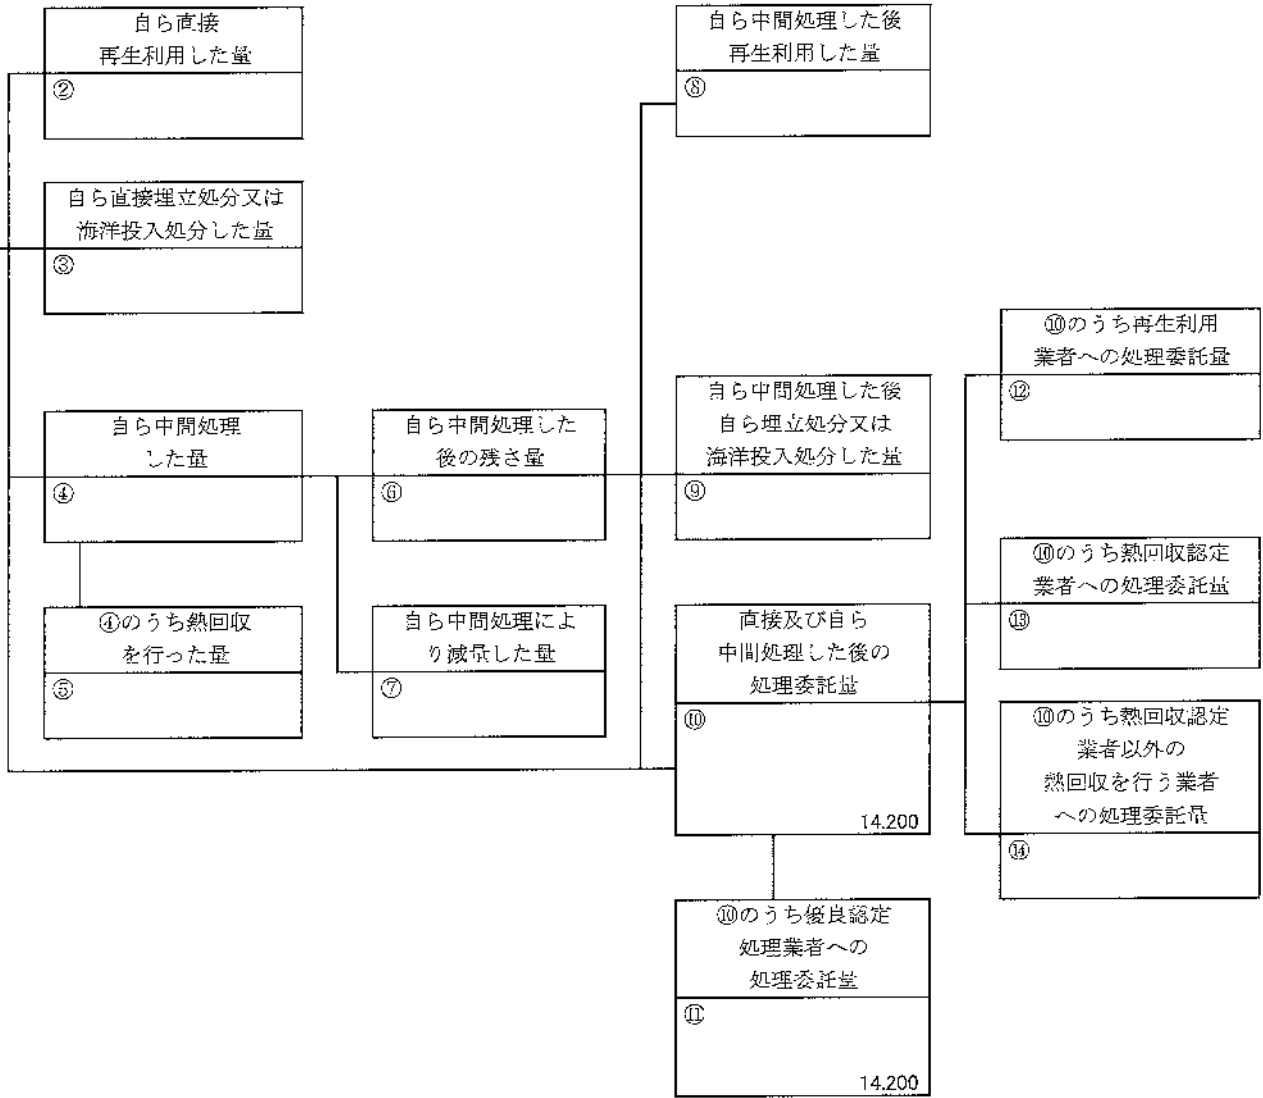 自ら直接
再生利用した量
②
自ら直接埋立処分又は
海洋投入処分した量
③
自ら中間処理
した量
④
④のうち熱回収
を行った量
⑤
自ら中間処理した
後の残さ量
⑥
自ら中間処理によ
り減量した量
⑦
自ら中間処理した後
再生利用した量
⑧
自ら中間処理した後
自ら埋立処分又は
海洋投入処分した量
⑨
直接及び自ら
中間処理した後の
処理委託量
⑩
14.200
⑩のうち優良認定
処理業者への
処理委託量
⑪
14.200
⑩のうち再生利用
業者への処理委託量
⑫
⑩のうち熱回収認定
業者への処理委託量
⑬
⑩のうち熱回収認定
業者以外の
熱回収を行う業者
への処理委託量
⑭